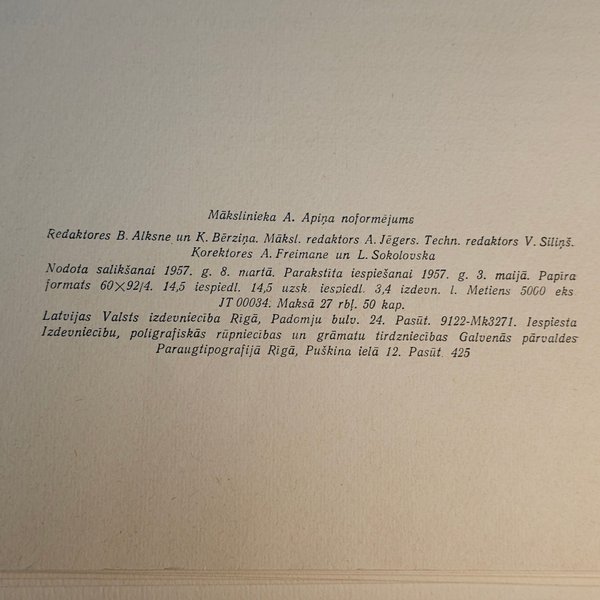 Mākslinieka A. Apiņa noformējums
Redaktores B. Alksne un K. Bērziņa. Māksl. redaktors A. Jēgers. Techn. redaktors V. Siliņš.
Korektores A. Freimane un L. Sokolovska
Nodota salikšanai 1957. g. 8. martā. Parakstīta iespiešanai 1957. g. 3. maijā. Papīra
formats 60×92/4. 14,5 iespiedl. 14,5 uzsk. iespiedl. 3,4 izdevn. l. Metiens 5000 eks
JT 00034. Maksā 27 rbļ. 50 kap.
Latvijas Valsts izdevniecība Rīgā, Padomju bulv. 24. Pasūt. 9122-Mk3271. Iespiesta
Izdevniecību, poligrafiskās rūpniecības un grāmatu tirdzniecības Galvenās pārvaldes
Paraugtipografijā Rīgā, Puškina ielā 12. Pasūt. 425